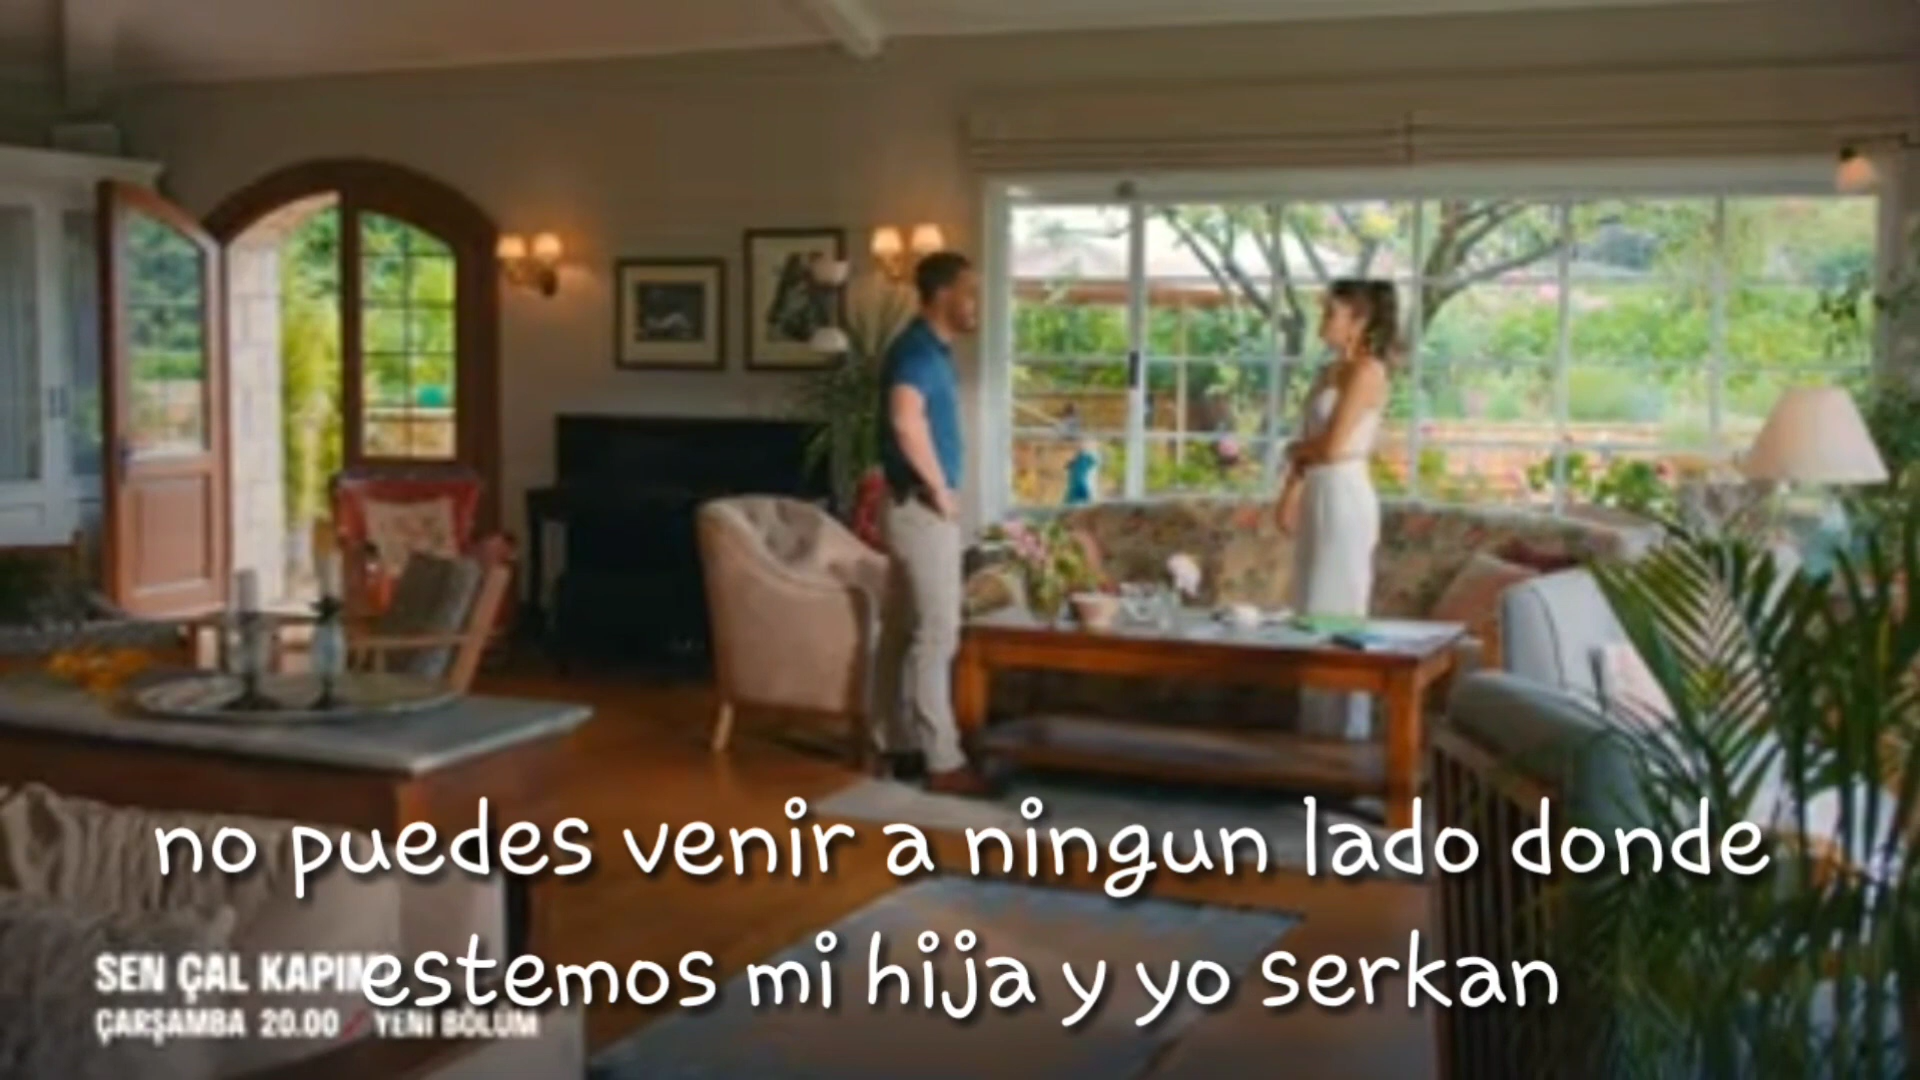 no puedes venir a ningun lado donde
estemos mi hija y yo serkan
SEN ÇAL KAPIM
ÇARŞAMBA 20.00 / YENİ BÖLÜM